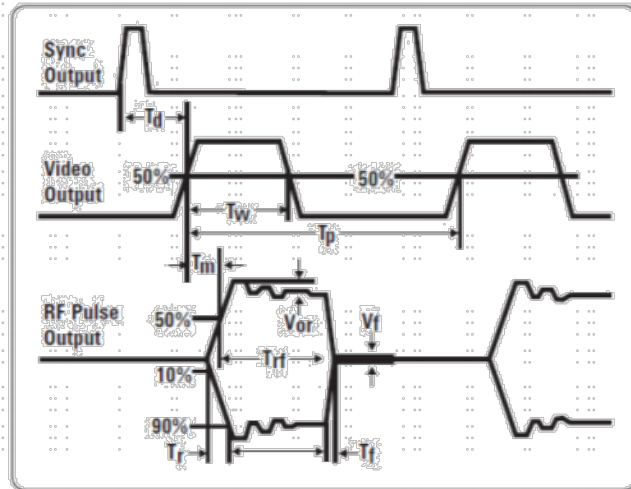 Sync
Output
Td
Video
Output
50%
50%
Tw
Tp
Tm
RF Pulse
Output
50%
Vor
Vf
Trf
10%
90%
Tr
Tf